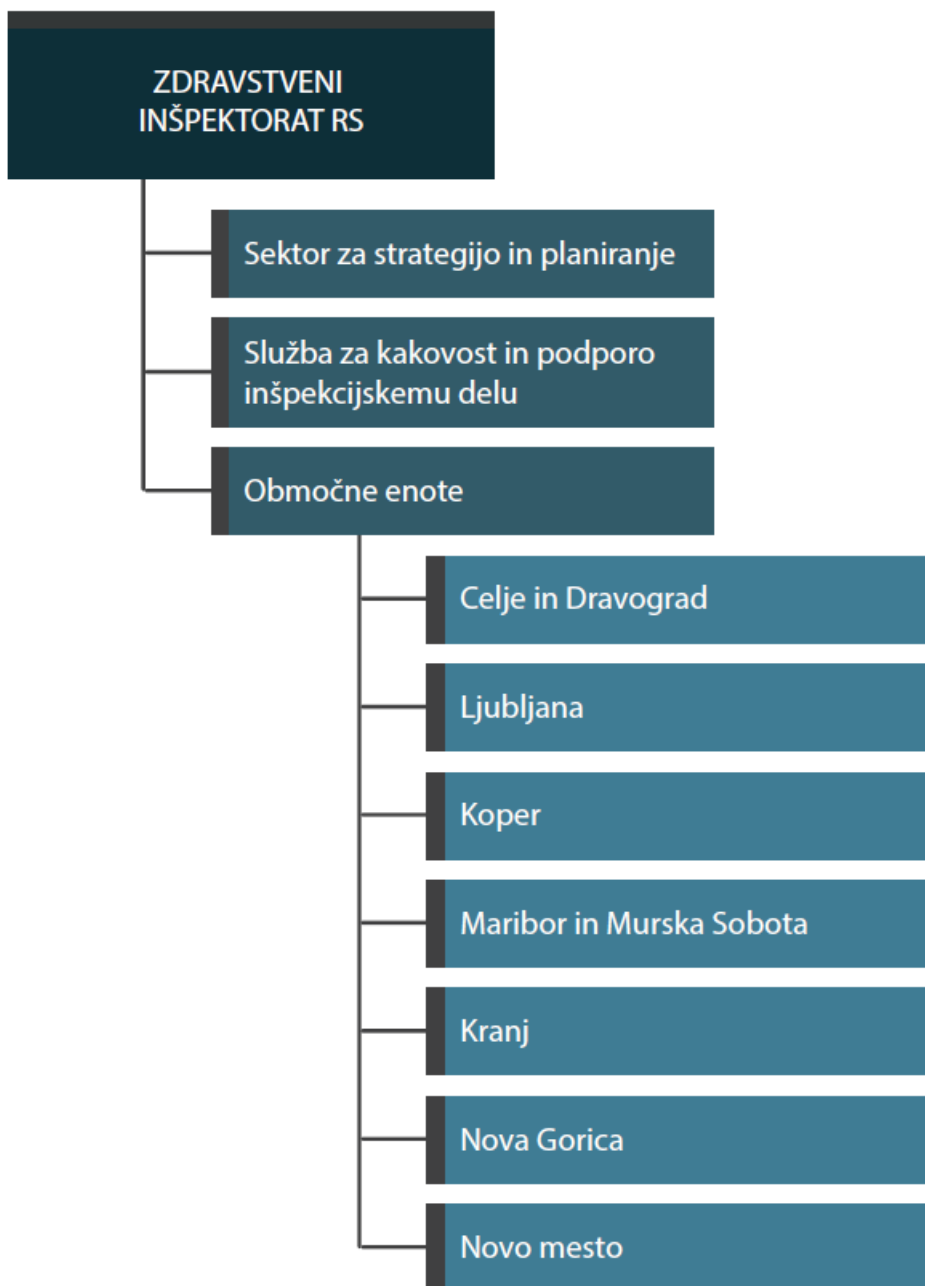 ZDRAVSTVENI
INŠPEKTORAT RS
Sektor za strategijo in planiranje
Služba za kakovost in podporo
inšpekcijskemu delu
Območne enote
Celje in Dravograd
Ljubljana
Koper
Maribor in Murska Sobota
Kranj
Nova Gorica
Novo mesto